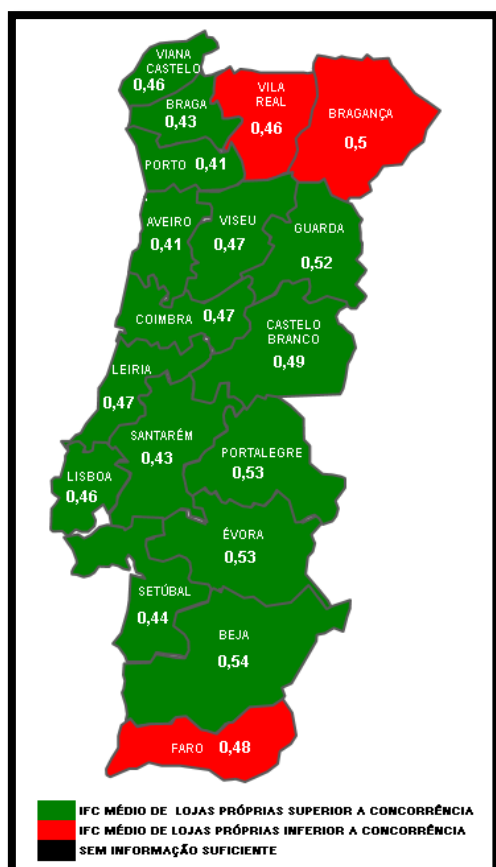 VIANA
CASTELO
0,46
BRAGA
0,43
VILA
REAL
0,46
BRAGANÇA
0,5
PORTO 0,41
AVEIRO
0,41
VISEU
0,47
GUARDA
0,52
COIMBRA 0,47
CASTELO
BRANCO
0,49
LEIRIA
0,47
SANTARÉM
0,43
PORTALEGRE
0,53
LISBOA
0,46
ÉVORA
0,53
SETÚBAL
0,44
BEJA
0,54
FARO 0,48
IFC MÉDIO DE LOJAS PRÓPRIAS SUPERIOR A CONCORRÊNCIA
IFC MÉDIO DE LOJAS PRÓPRIAS INFERIOR A CONCORRÊNCIA
SEM INFORMAÇÃO SUFICIENTE